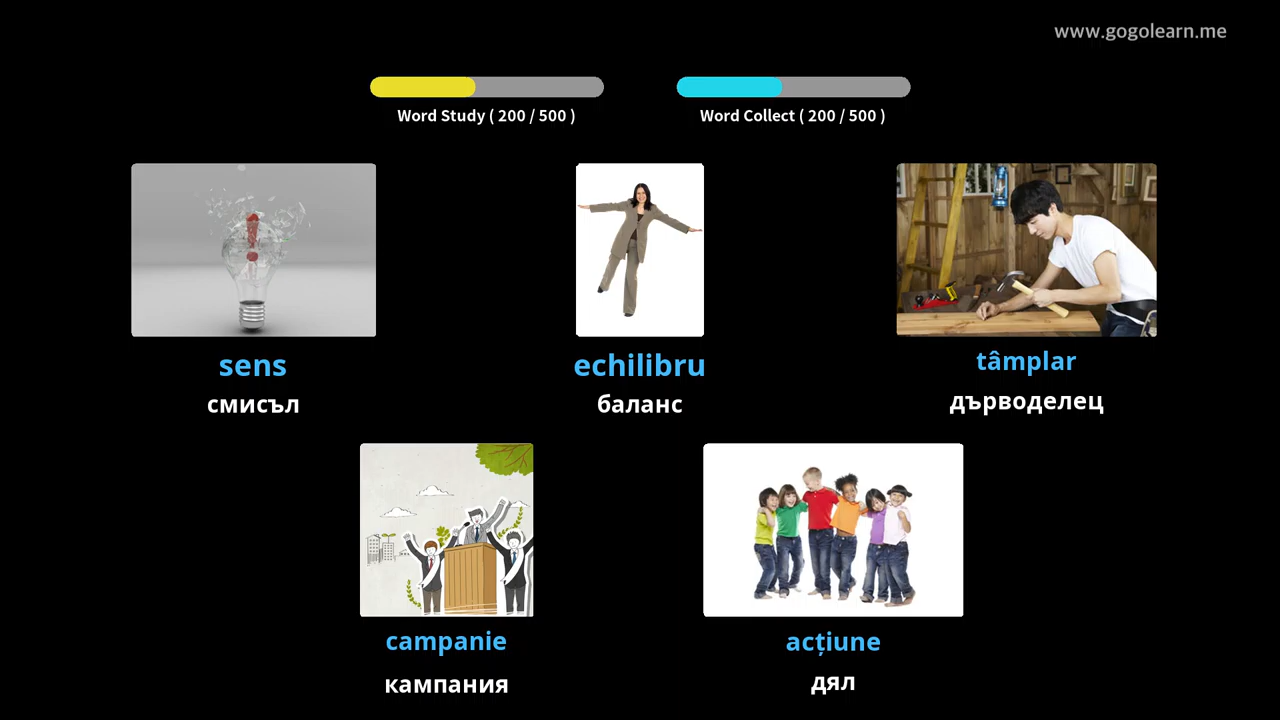 www.gogolearn.me
Word Study ( 200 / 500 )
Word Collect ( 200 / 500 )
sens
смисъл
echilibru
баланс
tâmplar
дърводелец
campanie
кампания
acțiune
дял